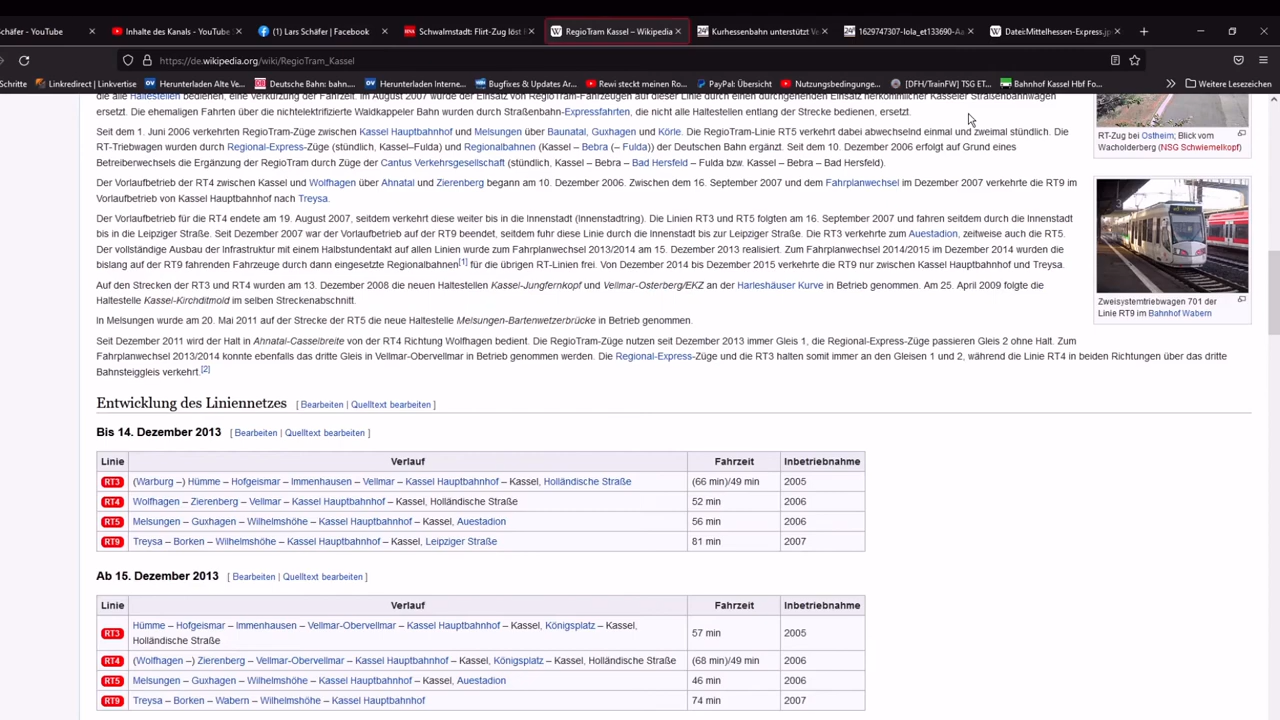 Schäfer - YouTube
Inhalte des Kanals - YouTube
(1) Lars Schäfer | Facebook
Schwalmstadt: Flirt-Zug löst
RegioTram Kassel – Wikipedia
Kurhessenbahn unterstützt
1629747307-lola_et133690-A
Datei:Mittelhessen-Express.jp
https://de.wikipedia.org/wiki/RegioTram_Kassel
Schritte
Linkredirect | Linkvertise
Herunterladen Alte Ve
Deutsche Bahn: bahn....
Herunterladen Interne...
Bugfixes & Updates ...
Rewi steckt meinen Ro...
PayPal: Übersicht
Nutzungsbedingunge...
[DFH/TrainFW] TSG ET...
Bahnhof Kassel Hbf Fo...
Weitere Lesezeichen
die alle Haltestellen bedienen, eine Verkürzung der Fahrzeit. Im August 2007 wurde der Einsatz von RegioTram-Fahrzeugen auf dieser Linie durch einen durchgehenden Einsatz herkömmlicher Kasseler Straßenbahnwagen
ersetzt. Die ehemaligen Fahrten über die nichtelektrifizierte Waldkappeler Bahn wurden durch Straßenbahn-Expressfahrten, die nicht alle Haltestellen entlang der Strecke bedienen, ersetzt.
Seit dem 1. Juni 2006 verkehrten RegioTram-Züge zwischen Kassel Hauptbahnhof und Melsungen über Baunatal, Guxhagen und Körle. Die RegioTram-Linie RT5 verkehrt dabei abwechselnd einmal und zweimal stündlich. Die
RT-Triebwagen wurden durch Regional-Express-Züge (stündlich, Kassel–Fulda) und Regionalbahnen (Kassel - Bebra (– Fulda)) der Deutschen Bahn ergänzt. Seit dem 10. Dezember 2006 erfolgt auf Grund eines
Betreiberwechsels die Ergänzung der RegioTram durch Züge der Cantus Verkehrsgesellschaft (stündlich, Kassel – Bebra – Bad Hersfeld – Fulda bzw. Kassel – Bebra – Bad Hersfeld).
Der Vorlaufbetrieb der RT4 zwischen Kassel und Wolfhagen über Ahnatal und Zierenberg begann am 10. Dezember 2006. Zwischen dem 16. September 2007 und dem Fahrplanwechsel im Dezember 2007 verkehrte die RT9 im
Vorlaufbetrieb von Kassel Hauptbahnhof nach Treysa.
Der Vorlaufbetrieb für die RT4 endete am 19. August 2007, seitdem verkehrt diese weiter bis in die Innenstadt (Innenstadtring). Die Linien RT3 und RT5 folgten am 16. September 2007 und fahren seitdem durch die Innenstadt
bis in die Leipziger Straße. Seit Dezember 2007 war der Vorlaufbetrieb auf der RT9 beendet, seitdem fuhr diese Linie durch die Innenstadt bis zur Leipziger Straße. Die RT3 verkehrte zum Auestadion, zeitweise auch die RT5.
Der vollständige Ausbau der Infrastruktur mit einem Halbstundentakt auf allen Linien wurde zum Fahrplanwechsel 2013/2014 am 15. Dezember 2013 realisiert. Zum Fahrplanwechsel 2014/2015 im Dezember 2014 wurden die
bislang auf RT9 fahrenden Fahrzeuge durch dann eingesetzte Regionalbahnen[1] für die übrigen RT-Linien frei. Von Dezember 2014 bis Dezember 2015 verkehrte die RT9 nur zwischen Kassel Hauptbahnhof und Treysa.
Auf den Strecken der RT3 und RT4 wurden am 13. Dezember 2008 die neuen Haltestellen Kassel-Jungfernkopf und Vellmar-Osterberg/EKZ an der Harleshäuser Kurve in Betrieb genommen. Am 25. April 2009 folgte die
Haltestelle Kassel-Kirchditmold im selben Streckenabschnitt.
In Melsungen wurde am 20. Mai 2011 auf der Strecke der RT5 die neue Haltestelle Melsungen-Bartenwetzerbrücke in Betrieb genommen.
Seit Dezember 2011 wird der Halt in Ahnatal-Casselbreite von der RT4 Richtung Wolfhagen bedient. Die RegioTram-Züge nutzen seit Dezember 2013 immer Gleis 1, die Regional-Express-Züge passieren Gleis 2 ohne Halt. Zum
Fahrplanwechsel 2013/2014 konnte ebenfalls das dritte Gleis in Vellmar-Obervellmar in Betrieb genommen werden. Die Regional-Express-Züge und die RT3 halten somit immer an den Gleisen 1 und 2, während die Linie RT4 in beiden Richtungen über das dritte
Bahnsteiggleis verkehrt.[2]
RT-Zug bei Ostheim; Blick vom
Wacholderberg (NSG Schwiemelkopf)
Zweisystemtriebwagen 701 der
Linie RT9 im Bahnhof Wabern
Entwicklung des Liniennetzes [ Bearbeiten | Quelltext bearbeiten ]
Bis 14. Dezember 2013 [ Bearbeiten | Quelltext bearbeiten ]
Linie Verlauf Fahrzeit Inbetriebnahme
RT3 (Warburg –) Hümme – Hofgeismar – Immenhausen – Vellmar – Kassel Hauptbahnhof – Kassel, Holländische Straße (66 min)/49 min 2005
RT4 Wolfhagen – Zierenberg – Vellmar – Kassel Hauptbahnhof – Kassel, Holländische Straße 52 min 2006
RT5 Melsungen – Guxhagen – Wilhelmshöhe – Kassel Hauptbahnhof – Kassel, Auestadion 56 min 2006
RT9 Treysa – Borken – Wilhelmshöhe – Kassel Hauptbahnhof – Kassel, Leipziger Straße 81 min 2007
Ab 15. Dezember 2013 [ Bearbeiten | Quelltext bearbeiten ]
Linie Verlauf Fahrzeit Inbetriebnahme
RT3 Hümme – Hofgeismar – Immenhausen – Vellmar-Obervellmar – Kassel Hauptbahnhof – Kassel, Königsplatz – Kassel, 57 min 2005
Holländische Straße
RT4 (Wolfhagen –) Zierenberg – Vellmar-Obervellmar – Kassel Hauptbahnhof – Kassel, Königsplatz – Kassel, Holländische Straße (68 min)/49 min 2006
RT5 Melsungen – Guxhagen – Wilhelmshöhe – Kassel Hauptbahnhof – Kassel, Auestadion 46 min 2006
RT9 Treysa – Borken – Wabern – Wilhelmshöhe – Kassel Hauptbahnhof 74 min 2007